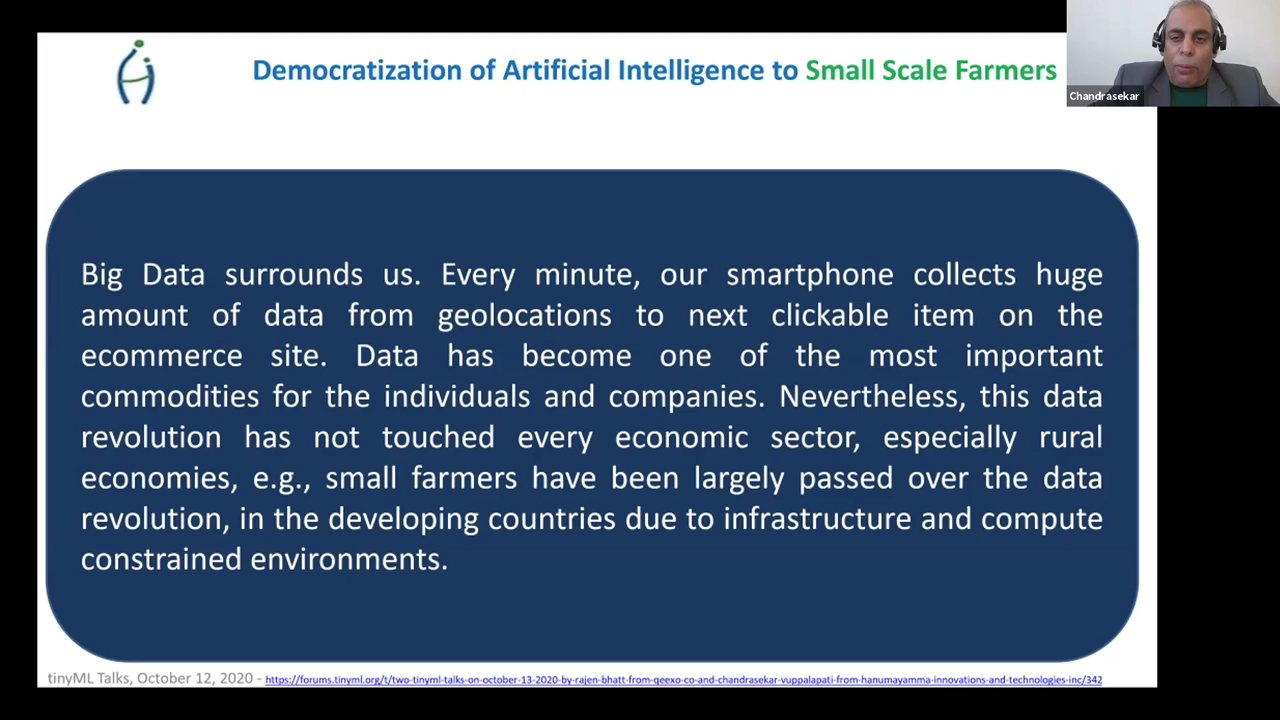 Democratization of Artificial Intelligence to Small Scale Farmers
Chandrasekar
Big Data surrounds us. Every minute, our smartphone collects huge
amount of data from geolocations to next clickable item on the
ecommerce site. Data has become one of the most important
commodities for the individuals and companies. Nevertheless, this data
revolution has not touched every economic sector, especially rural
economies, e.g., small farmers have been largely passed over the data
revolution, in the developing countries due to infrastructure and compute
constrained environments.
tinyML Talks, October 12, 2020 - https://forums.tinyml.org/t/two-tinyml-talks-on-october-13-2020-by-rajen-bhatt-from-qeexo-co-and-chandrasekar-vuppalapati-from-hanumayamma-innovations-and-technologies-inc/342